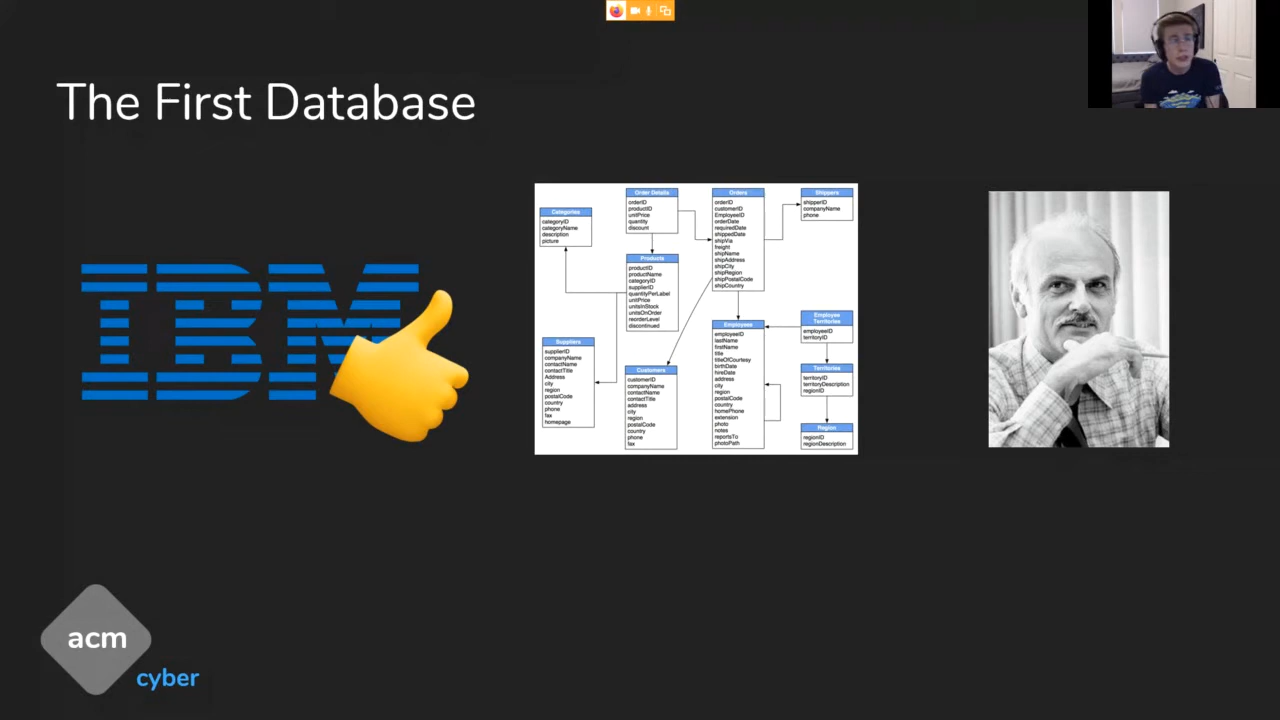 The First Database
IBM
Categories
categoryID
categoryName
description
picture
Order Details
orderID
productID
unitPrice
quantity
discount
Orders
orderID
customerID
EmployeeID
orderDate
requiredDate
shippedDate
shipVia
freight
shipName
shipAddress
shipCity
shipRegion
shipPostalCode
shipCountry
Shippers
shipperID
companyName
phone
Products
productID
productName
categoryID
supplierID
quantityPerLabel
unitPrice
unitsInStock
unitsOnOrder
reorderLevel
discontinued
Suppliers
supplierID
companyName
contactName
contactTitle
Address
city
region
postalCode
country
phone
fax
homepage
Customers
customerID
companyName
contactName
contactTitle
address
city
region
postalCode
country
phone
fax
Employees
employeeID
lastName
firstName
title
titleOfCourtesy
birthDate
hireDate
address
city
region
postalCode
country
homePhone
extension
photo
notes
reportsTo
photoPath
Employee
Territories
employeeID
territoryID
Territories
territoryID
territoryDescription
regionID
Region
regionID
regionDescription
acm
cyber